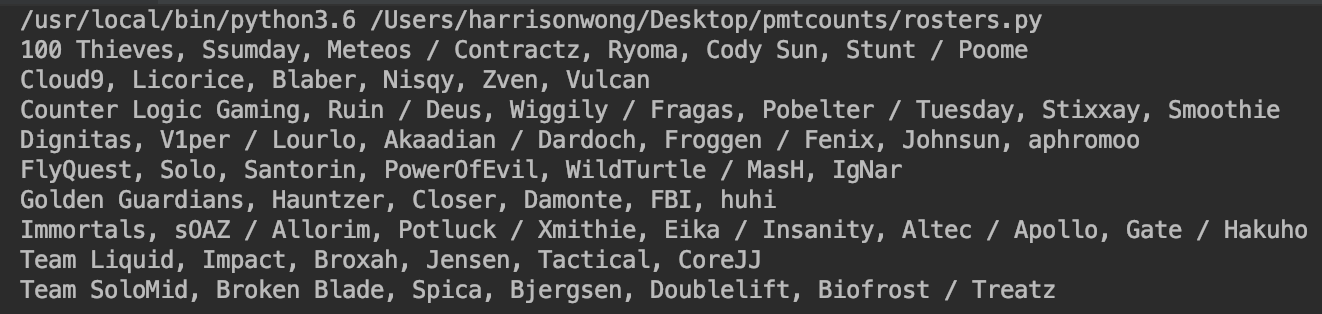 /usr/local/bin/python3.6 /Users/harrisonwong/Desktop/pmtcounts/rosters.py
100 Thieves, Ssumday, Meteos / Contractz, Ryoma, Cody Sun, Stunt / Poome
Cloud9, Licorice, Blaber, Nisqy, Zven, Vulcan
Counter Logic Gaming, Ruin / Deus, Wiggily / Fragas, Pobelter / Tuesday, Stixxay, Smoothie
Dignitas, V1per / Lourlo, Akaadian / Dardoch, Froggen / Fenix, Johnsun, aphromoo
FlyQuest, Solo, Santorin, PowerOfEvil, WildTurtle / MasH, IgNar
Golden Guardians, Hauntzer, Closer, Damonte, FBI, huhi
Immortals, sOAZ / Allorim, Potluck / Xmithie, Eika / Insanity, Altec / Apollo, Gate / Hakuho
Team Liquid, Impact, Broxah, Jensen, Tactical, CoreJJ
Team SoloMid, Broken Blade, Spica, Bjergsen, Doublelift, Biofrost / Treatz